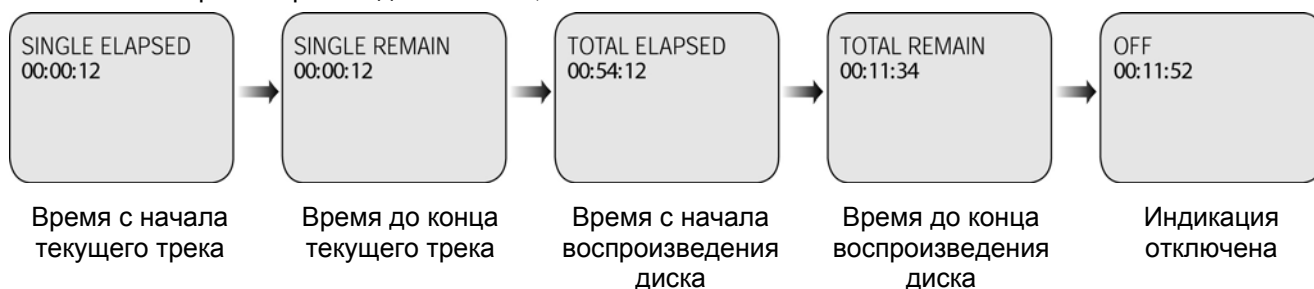 SINGLE ELAPSED
00:00:12
SINGLE REMAIN
00:00:12
TOTAL ELAPSED
00:54:12
TOTAL REMAIN
00:11:34
OFF
00:11:52
Время с начала
текущего трека
Время до конца
текущего трека
Время с начала
воспроизведения
диска
Время до конца
воспроизведения
диска
Индикация
отключена